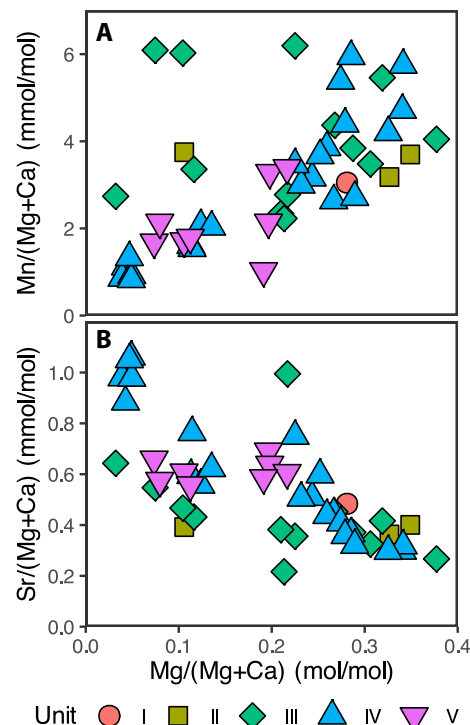 A
Mn/(Mg+Ca) (mmol/mol)
6
4
2
0
B
Sr/(Mg+Ca) (mmol/mol)
1.0
0.8
0.6
0.4
0.2
0.0
0.0 0.1 0.2 0.3 0.4
Mg/(Mg+Ca) (mol/mol)
Unit I II III IV V